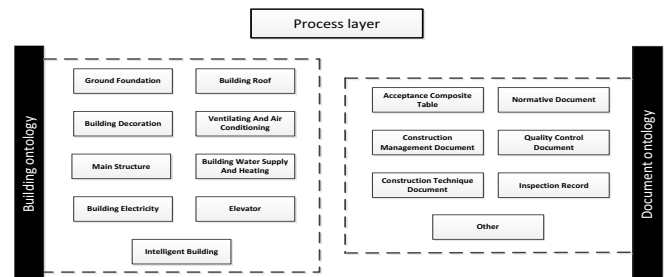 Process layer
Building ontology
Ground Foundation
Building Roof
Building Decoration
Ventilating And Air
Conditioning
Main Structure
Building Water Supply
And Heating
Building Electricity
Elevator
Intelligent Building
Acceptance Composite
Table
Normative Document
Construction
Management Document
Quality Control
Document
Construction Technique
Document
Inspection Record
Other
Document ontology